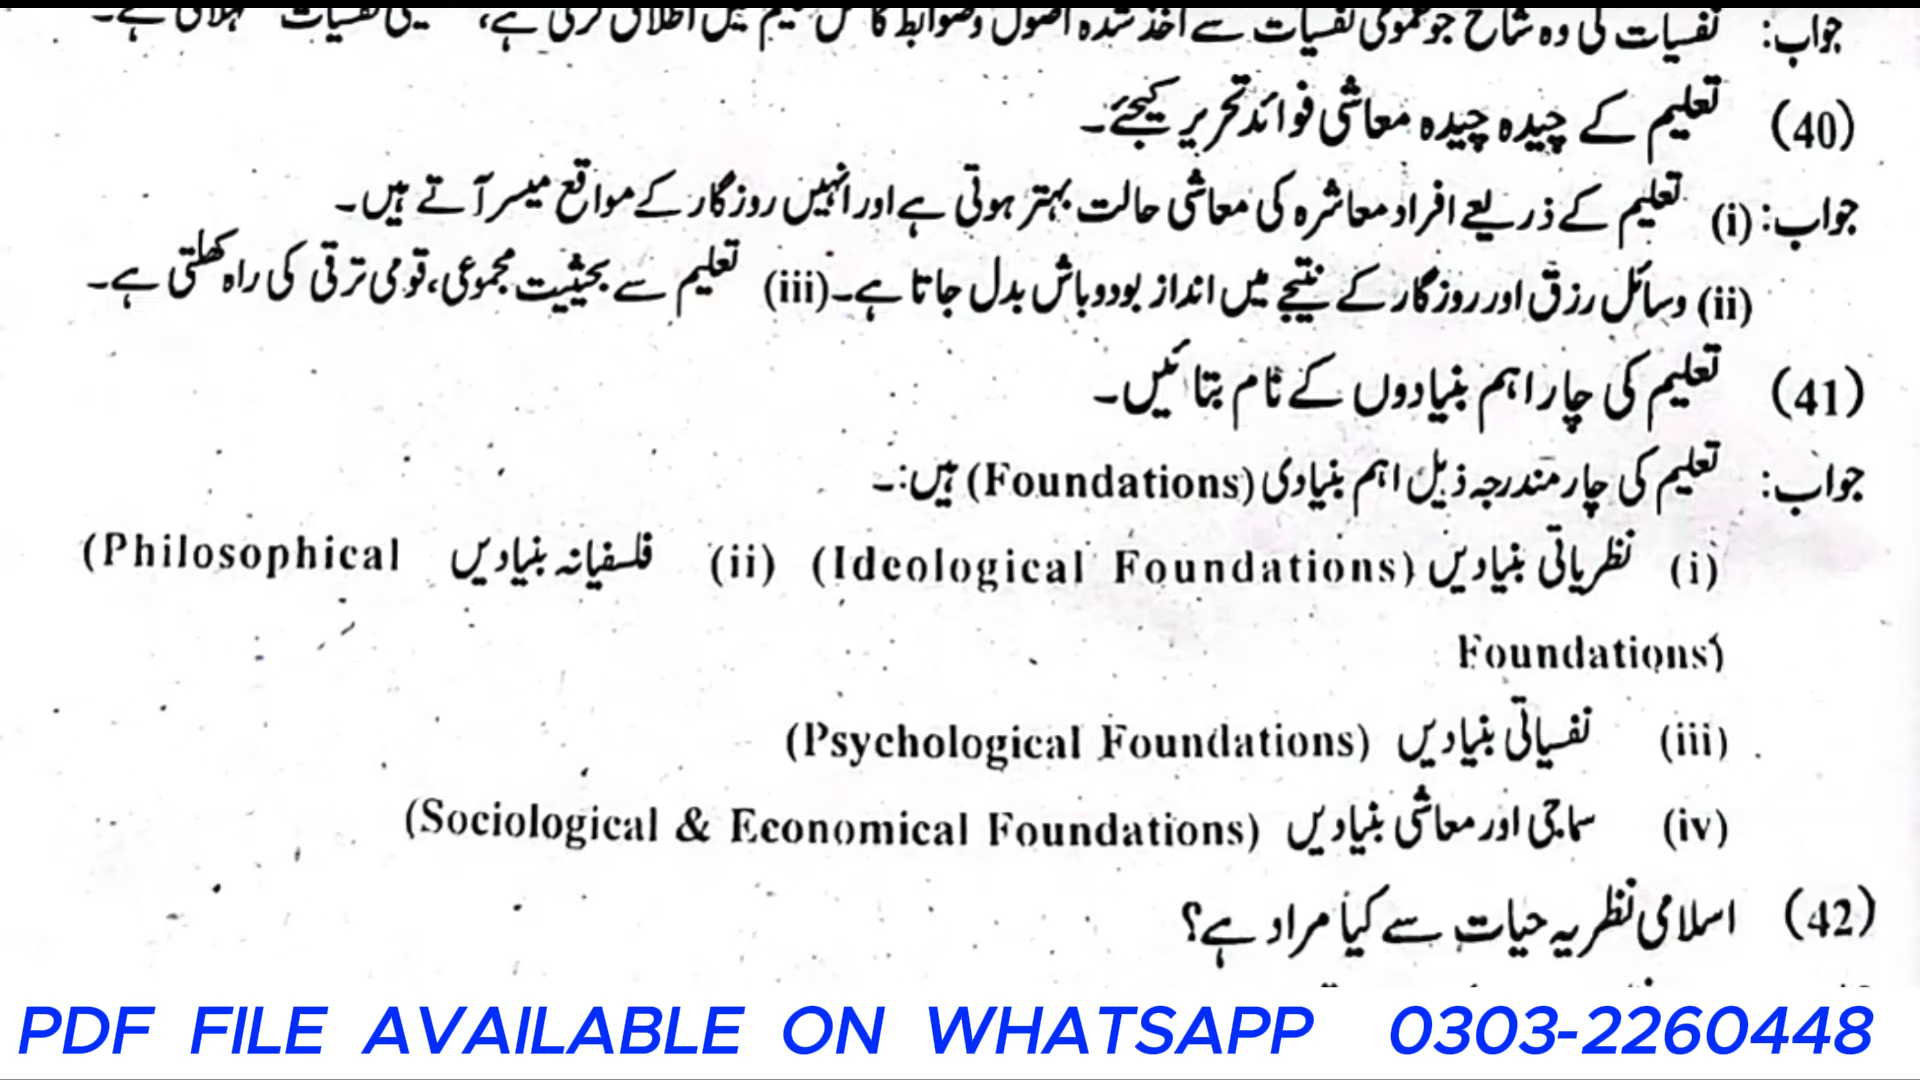 جواب: نفسیات کی وہ شاخ جو عمومی نفسیات سے اخذ شدہ اصول وضوابط کا میں اطلاق کرتی ہے، نفسیات کہلاتی ہے۔
(40) تعلیم کے چیدہ چیدہ معاشی فوائد تحریر کیجئے۔
جواب: (i) تعلیم کے ذریعے افراد معاشرہ کی معاشی حالت بہتر ہوتی ہے اور انہیں روزگار کے مواقع میسر آتے ہیں۔
(ii) وسائل رزق اور روزگار کے نتیجے میں انداز بودوباش بدل جاتا ہے۔ (iii) تعلیم سے بحیثیت مجموعی، قومی ترقی کی راہ کھلتی ہے۔
(41) تعلیم کی چار اہم بنیادوں کے نام بتائیں۔
جواب: تعلیم کی چار مندرجہ ذیل اہم بنیادی (Foundations) ہیں:۔
(i) نظریاتی بنیادیں (Ideological Foundations) (ii) فلسفیانہ بنیادیں (Philosophical
Foundations)
(iii) نفسیاتی بنیادیں (Psychological Foundations)
(iv) سماجی اور معاشی بنیادیں (Sociological & Economical Foundations)
(42) اسلامی نظریہ حیات سے کیا مراد ہے؟
PDF FILE AVAILABLE ON WHATSAPP 0303-2260448